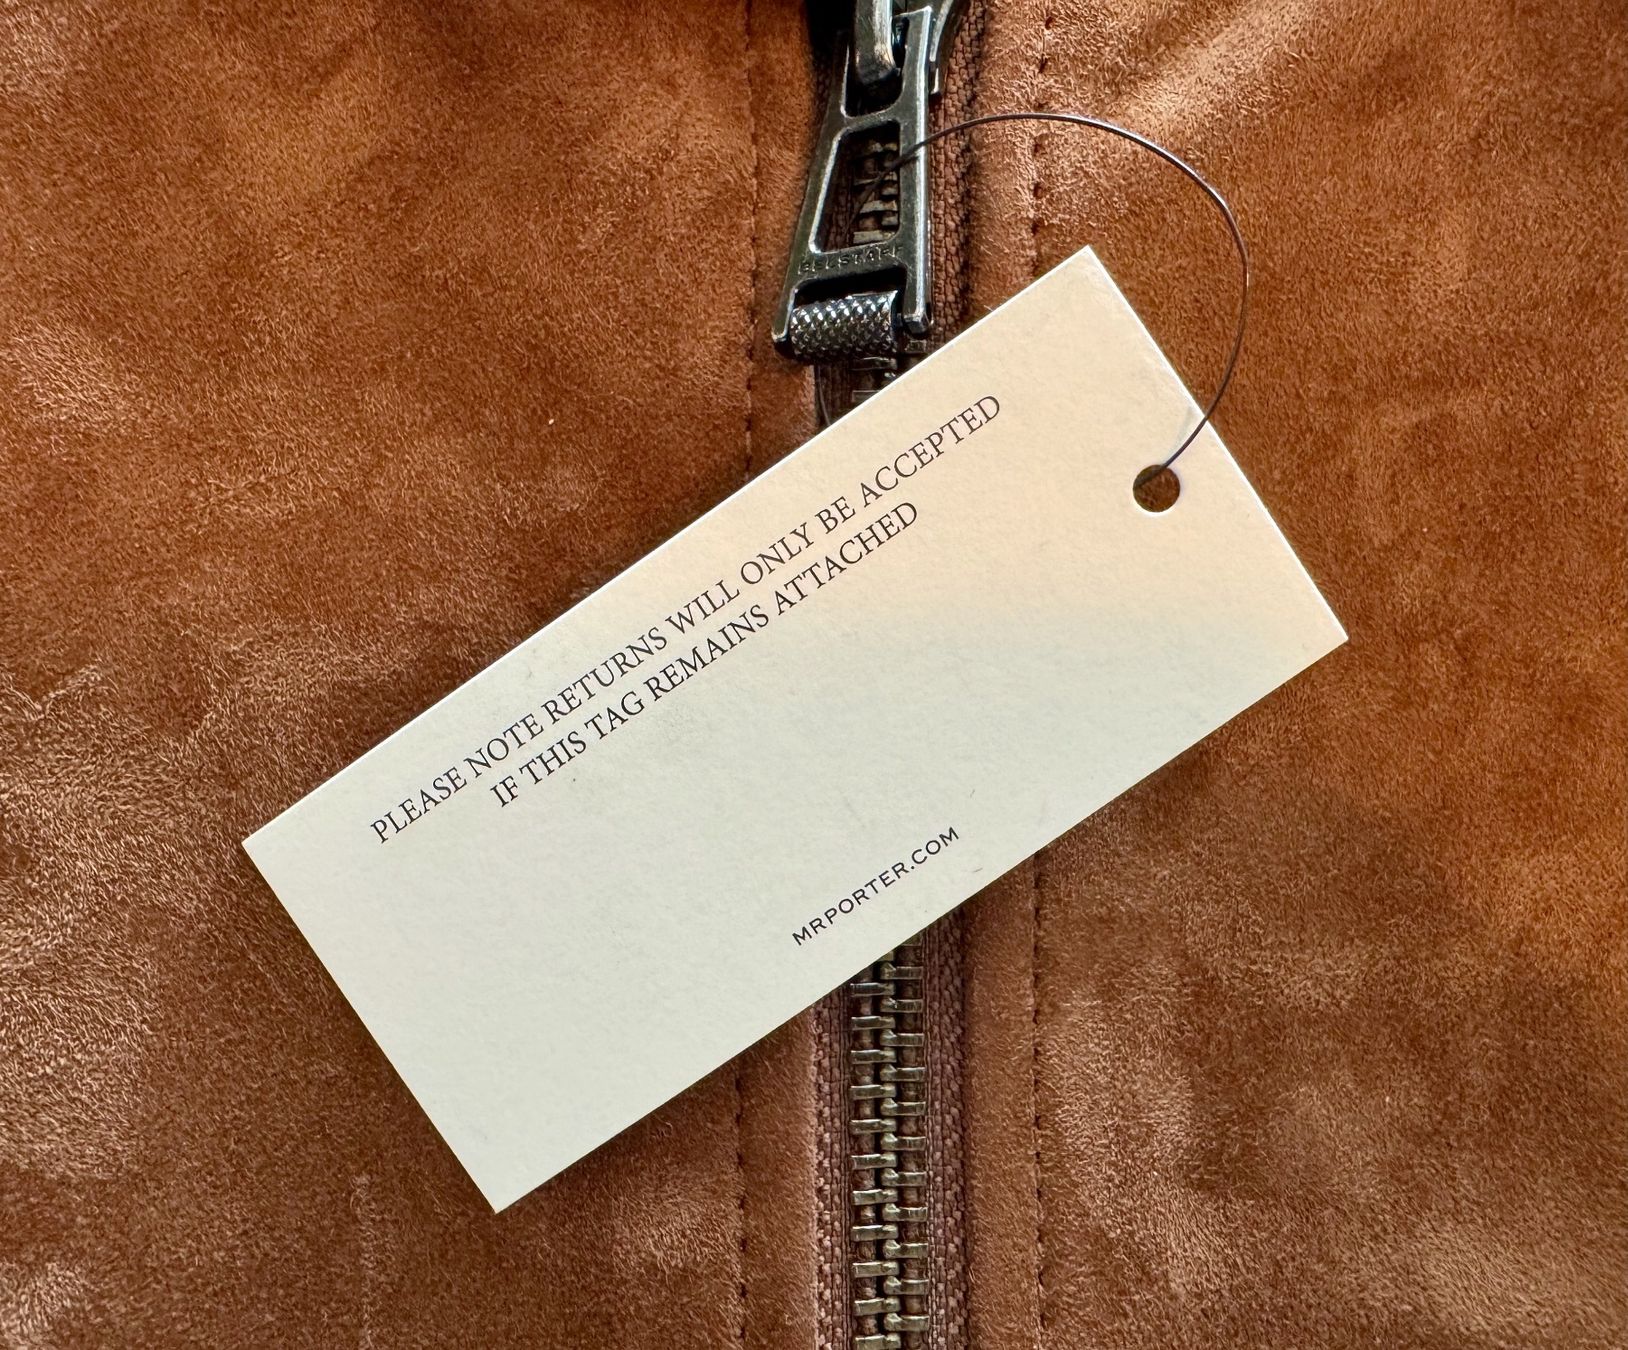 BELSTAFF
PLEASE NOTE RETURNS WILL ONLY BE ACCEPTED
IF THIS TAG REMAINS ATTACHED
MRPORTER.COM